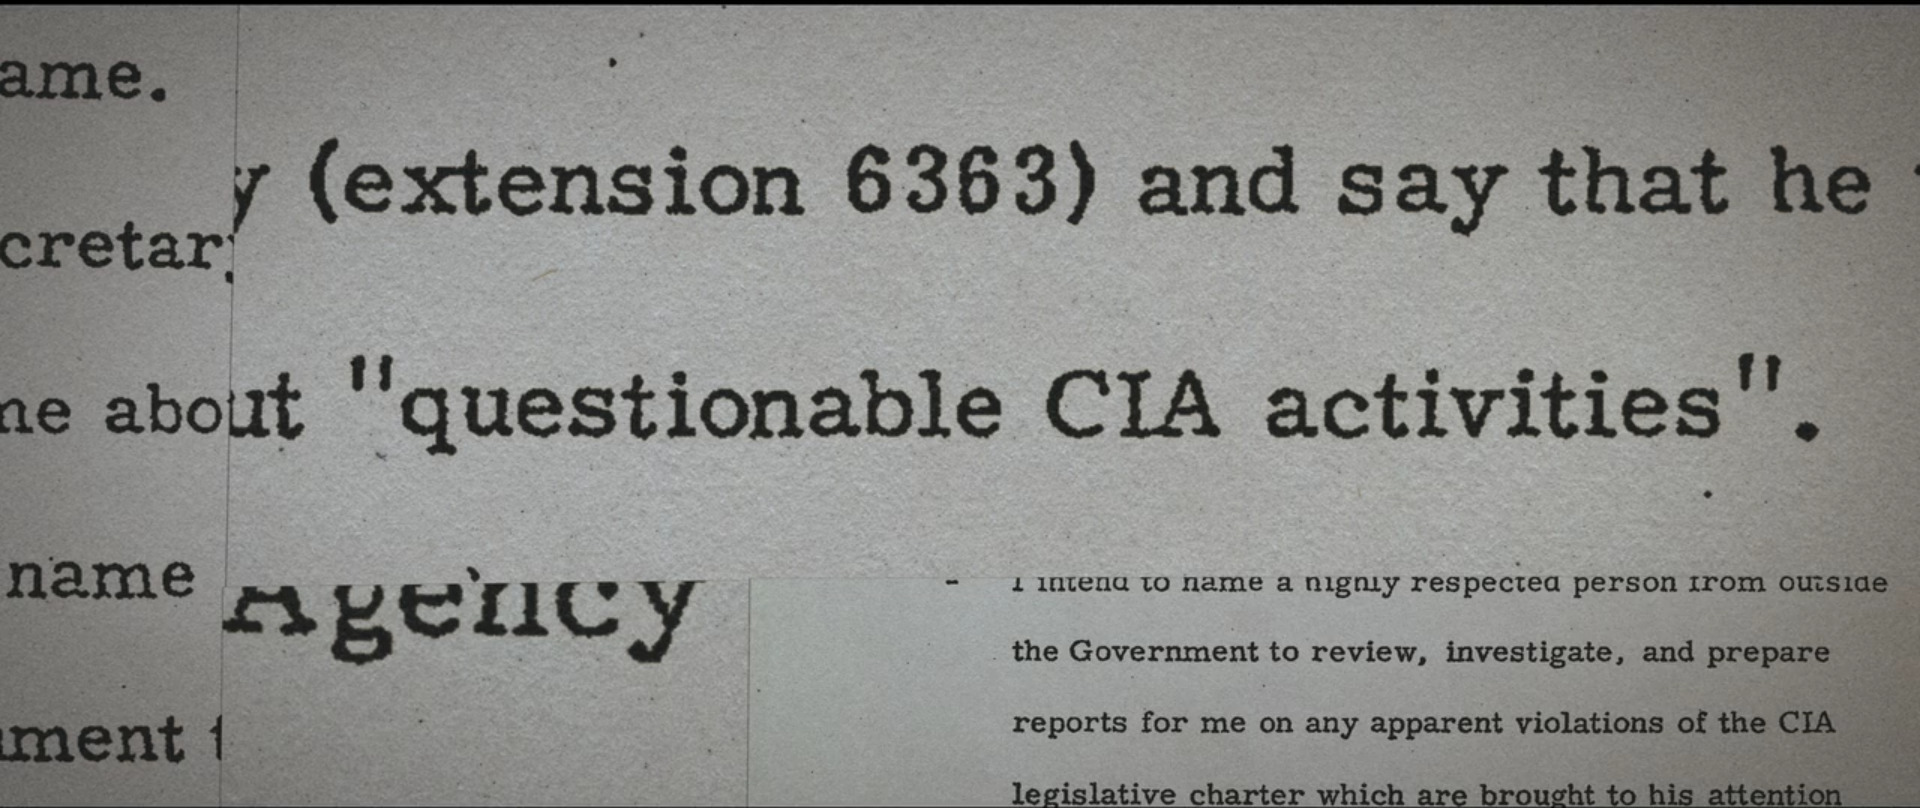 ame.
y (extension 6363) and say that he
cretary
me about "questionable CIA activities".
name
Agency
- I intend to name a highly respected person from outside
the Government to review, investigate, and prepare
reports for me on any apparent violations of the CIA
ment
legislative charter which are brought to his attention